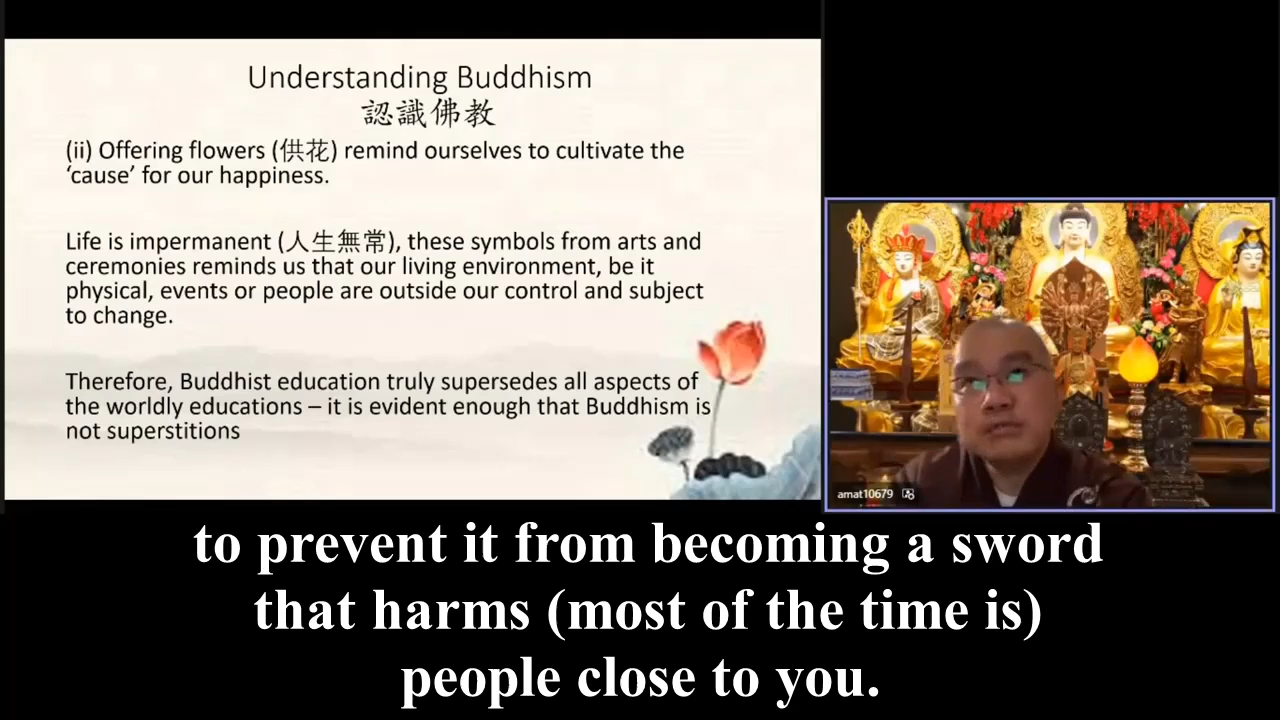 Understanding Buddhism
認識佛教
(ii) Offering flowers (供花) remind ourselves to cultivate the
‘cause’ for our happiness.
Life is impermanent (人生無常), these symbols from arts and
ceremonies reminds us that our living environment, be it
physical, events or people are outside our control and subject
to change.
Therefore, Buddhist education truly supersedes all aspects of
the worldly educations – it is evident enough that Buddhism is
not superstitions
amat10679
to prevent it from becoming a sword
that harms (most of the time is)
people close to you.